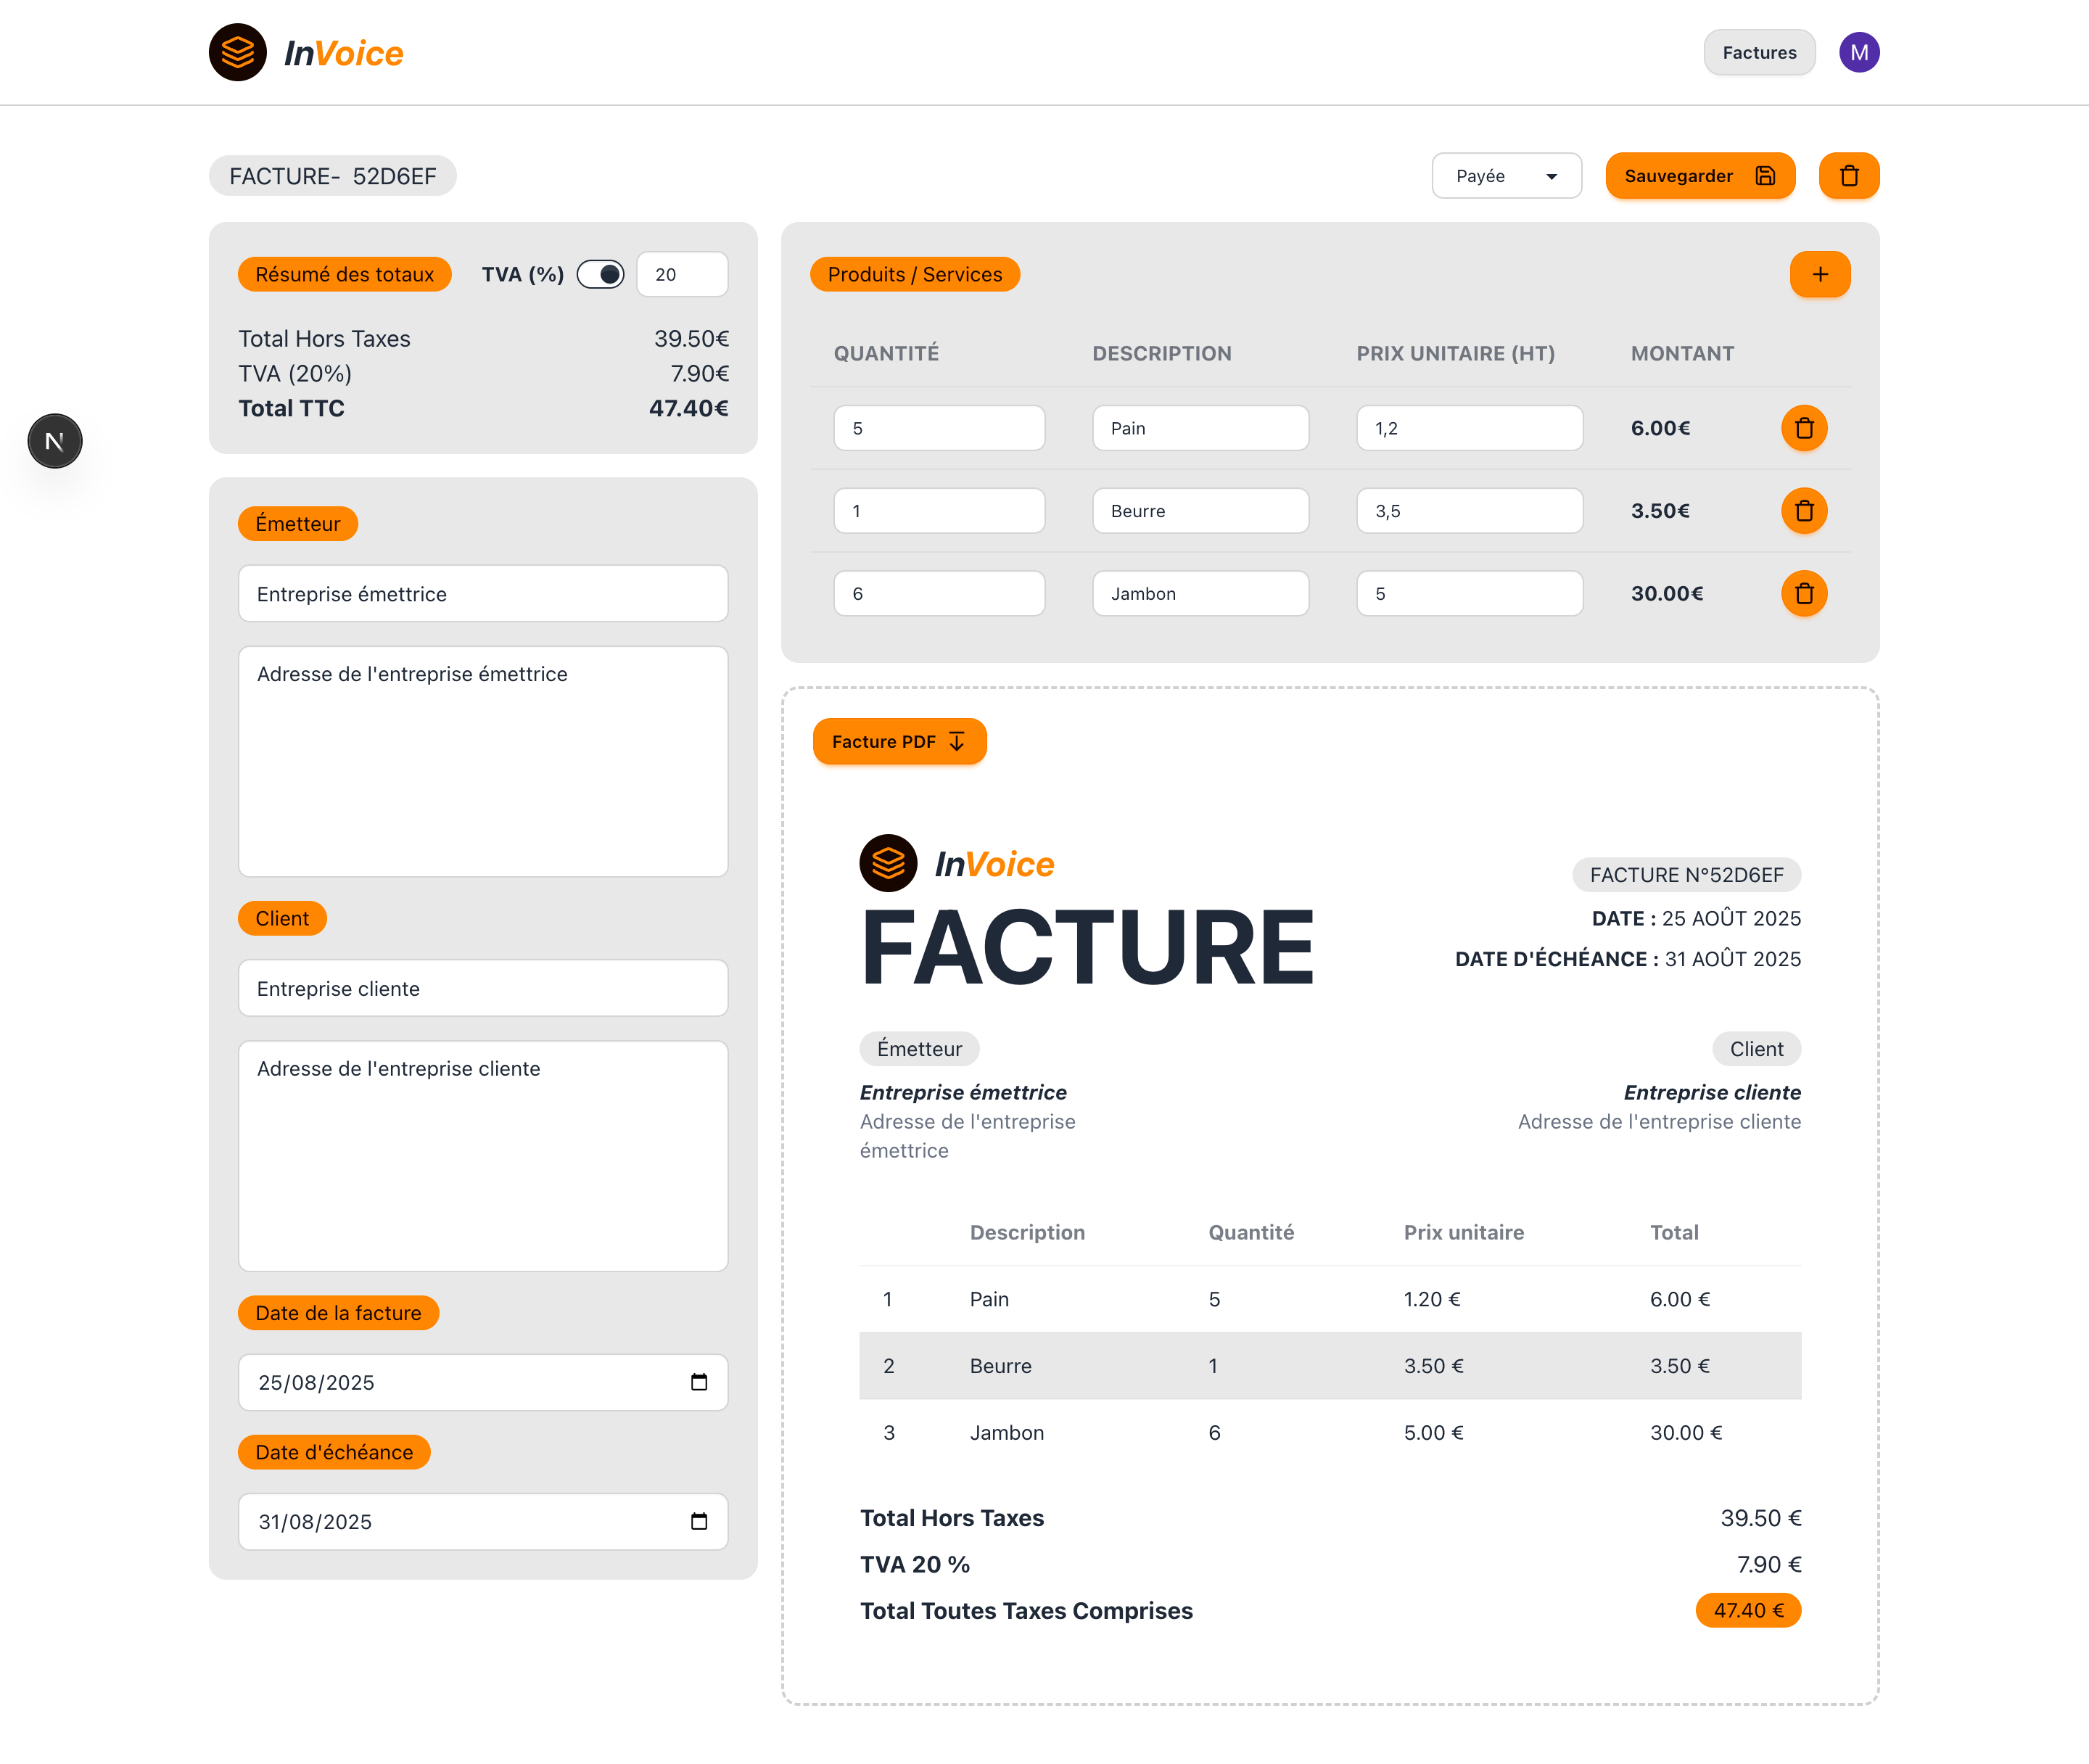 InVoice
Factures
M
FACTURE- 52D6EF
Payée
Sauvegarder
Résumé des totaux
TVA (%)
20
Total Hors Taxes 39.50€
TVA (20%) 7.90€
Total TTC 47.40€
N
Émetteur
Entreprise émettrice
Adresse de l'entreprise émettrice
Client
Entreprise cliente
Adresse de l'entreprise cliente
Date de la facture
25/08/2025
Date d'échéance
31/08/2025
Produits / Services
+
QUANTITÉ DESCRIPTION PRIX UNITAIRE (HT) MONTANT
5 Pain 1,2 6.00€
1 Beurre 3,5 3.50€
6 Jambon 5 30.00€
Facture PDF
InVoice
FACTURE
FACTURE N°52D6EF
DATE : 25 AOÛT 2025
DATE D'ÉCHÉANCE : 31 AOÛT 2025
Émetteur
Entreprise émettrice
Adresse de l'entreprise
émettrice
Client
Entreprise cliente
Adresse de l'entreprise cliente
Description Quantité Prix unitaire Total
1 Pain 5 1.20 € 6.00 €
2 Beurre 1 3.50 € 3.50 €
3 Jambon 6 5.00 € 30.00 €
Total Hors Taxes 39.50 €
TVA 20 % 7.90 €
Total Toutes Taxes Comprises 47.40 €